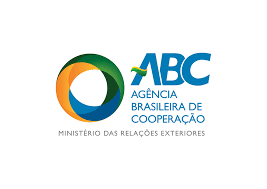 ABC
AGÊNCIA
BRASILEIRA DE
COOPERAÇÃO
MINISTÉRIO DAS RELAÇÕES EXTERIORES